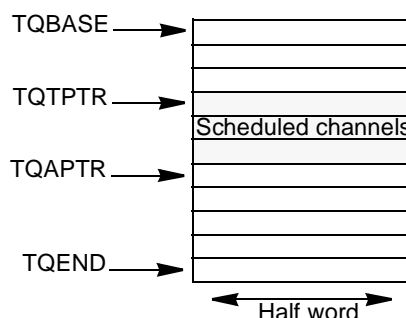 TQBASE
TQTPTR
Scheduled channels
TQAPTR
TQEND
Half word